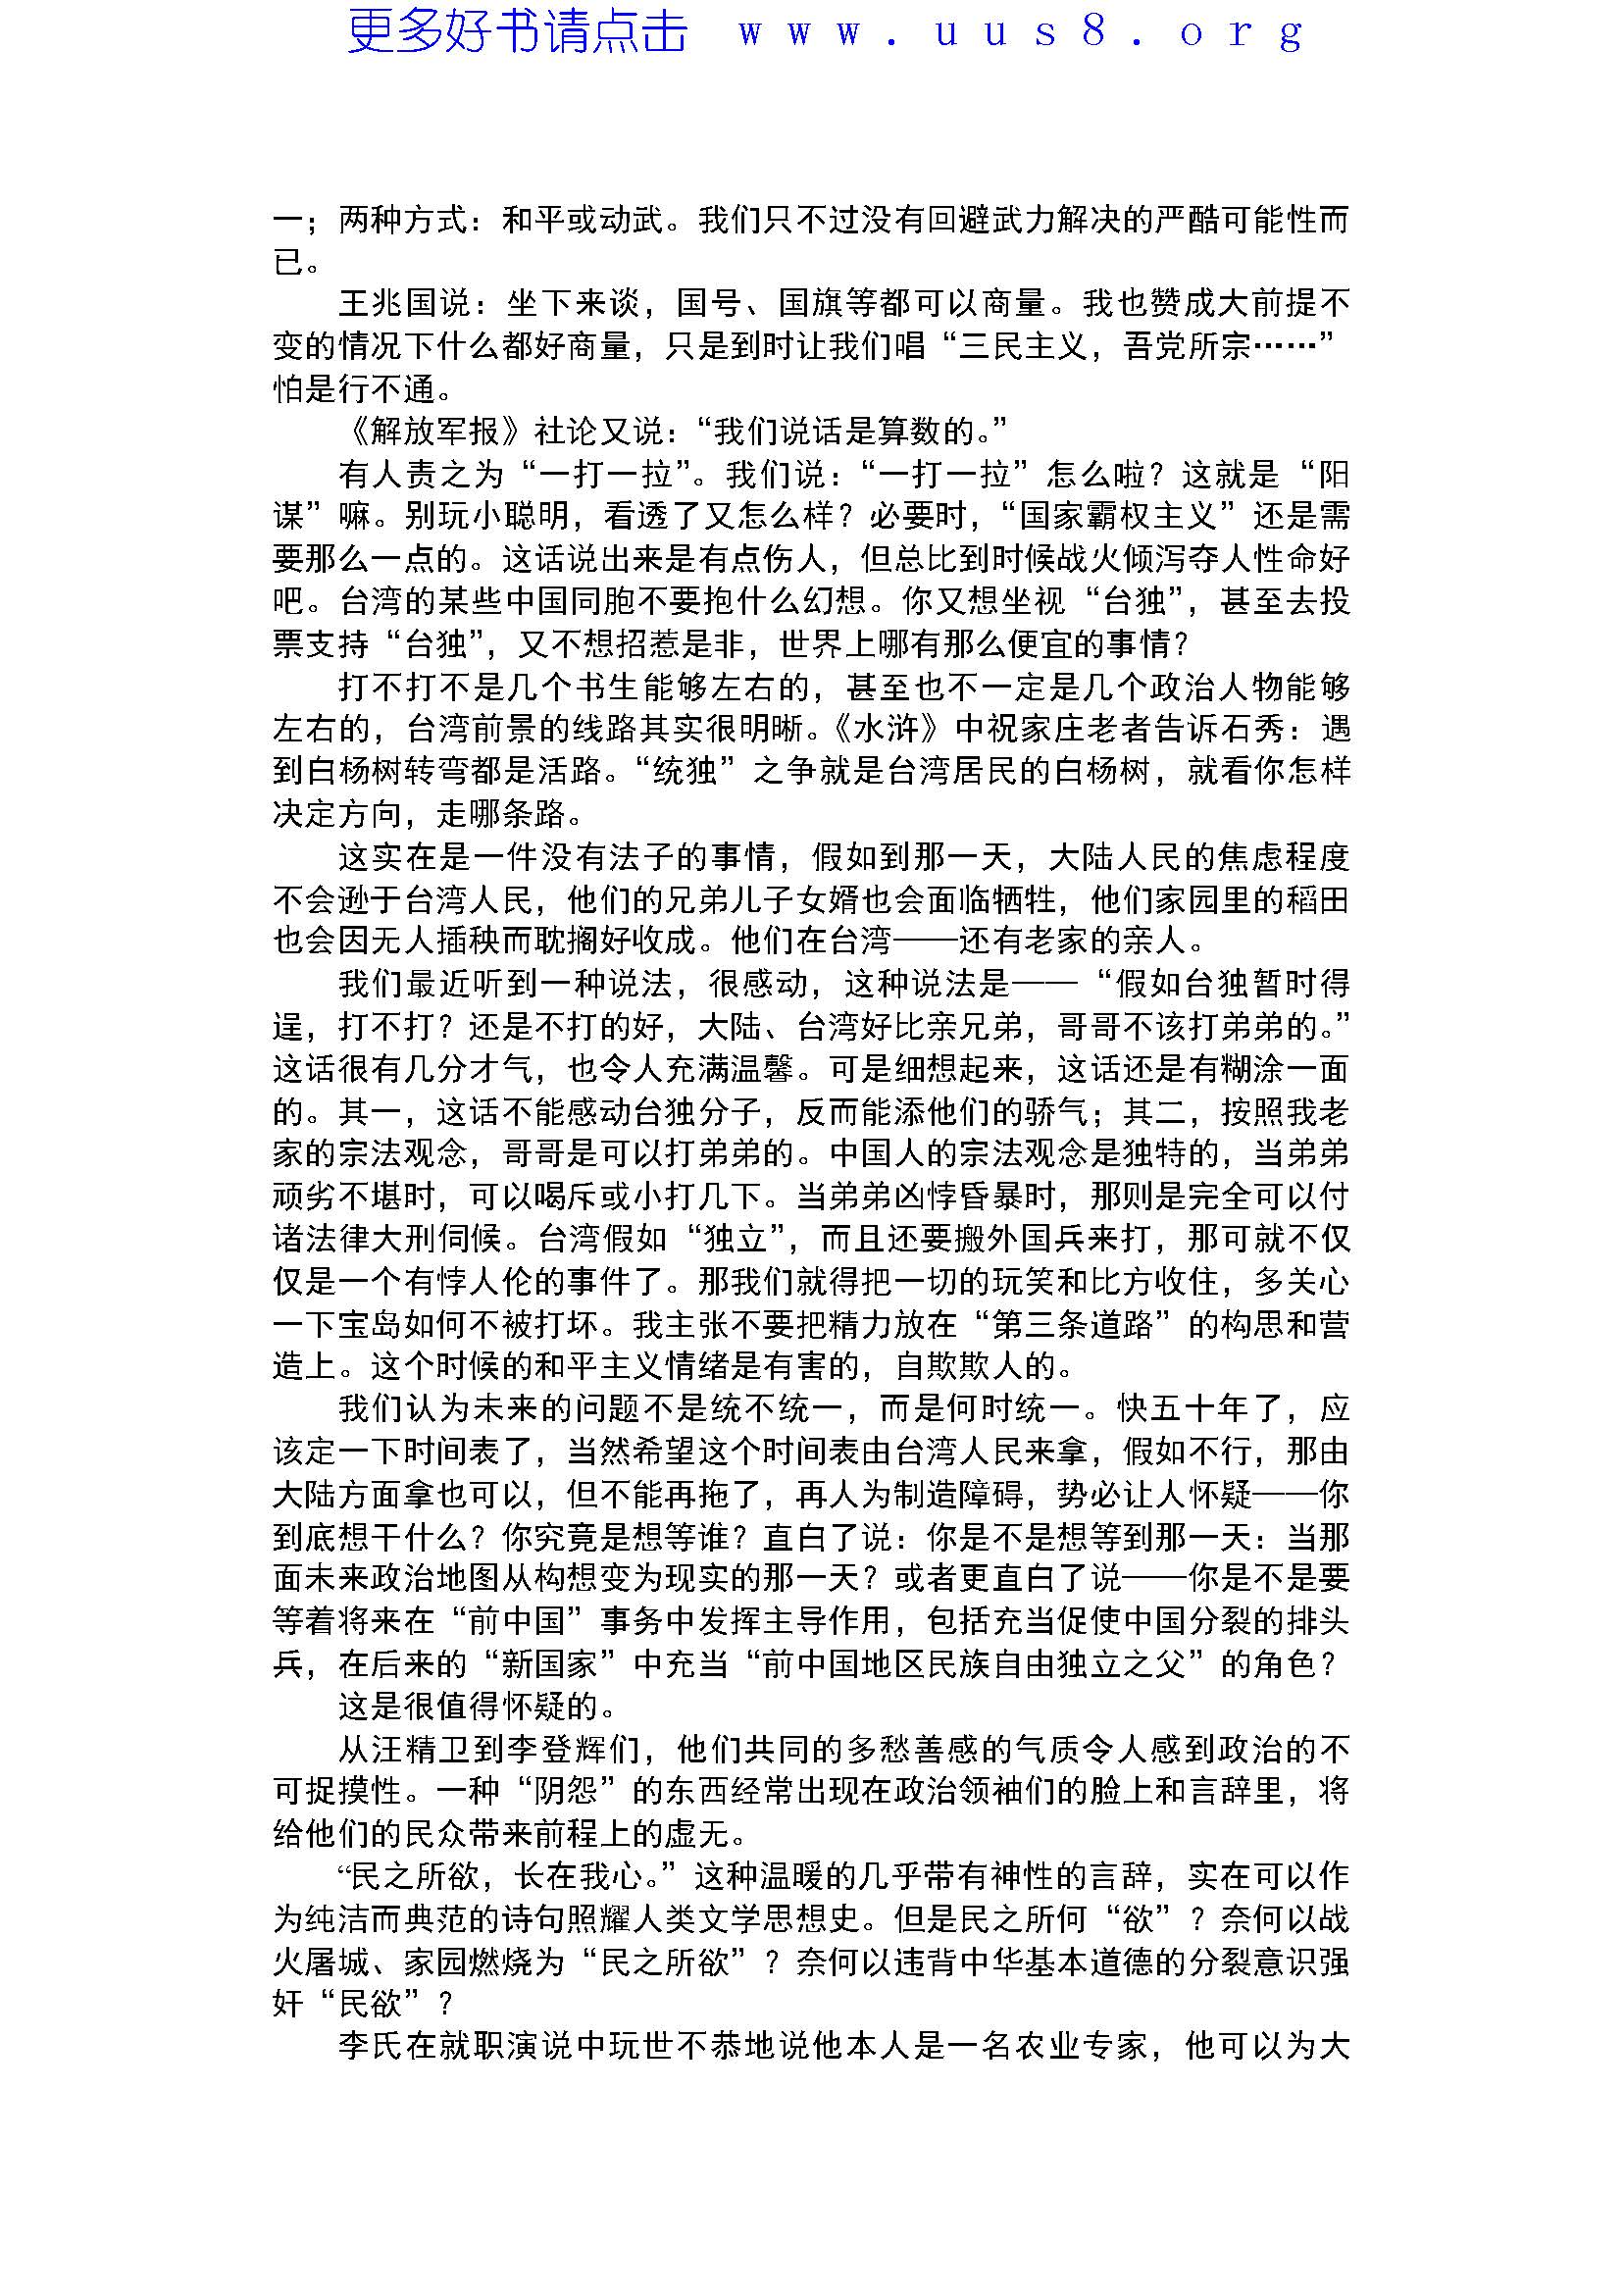 更多好书请点击 www.uus8.org
一；两种方式：和平或动武。我们只不过没有回避武力解决的严酷可能性而
已。
王兆国说：坐下来谈，国号、国旗等都可以商量。我也赞成大前提不
变的情况下什么都好商量，只是到时让我们唱“三民主义，吾党所宗……”
怕是行不通。
《解放军报》社论又说：“我们说话是算数的。”
有人责之为“一打一拉”。我们说：“一打一拉”怎么啦？这就是“阳
谋”嘛。别玩小聪明，看透了又怎么样？必要时，“国家霸权主义”还是需
要那么一点的。这话说出来是有点伤人，但总比到时候战火倾泻夺人性命好
吧。台湾的某些中国同胞不要抱什么幻想。你又想坐视“台独”，甚至去投
票支持“台独”，又不想招惹是非，世界上哪有那么便宜的事情？
打不打不是几个书生能够左右的，甚至也不一定是几个政治人物能够
左右的，台湾前景的线路其实很明晰。《水浒》中祝家庄老者告诉石秀：遇
到白杨树转弯都是活路。“统独”之争就是台湾居民的白杨树，就看你怎样
决定方向，走哪条路。
这实在是一件没有法子的事情，假如到那一天，大陆人民的焦虑程度
不会逊于台湾人民，他们的兄弟儿子女婿也会面临牺牲，他们家园里的稻田
也会因无人插秧而耽搁好收成。他们在台湾——还有老家的亲人。
我们最近听到一种说法，很感动，这种说法是——“假如台独暂时得
逞，打不打？还是不打的好，大陆、台湾好比亲兄弟，哥哥不该打弟弟的。”
这话很有几分才气，也令人充满温馨。可是细想起来，这话还是有糊涂一面
的。其一，这话不能感动台独分子，反而能添他们的骄气；其二，按照我老
家的宗法观念，哥哥是可以打弟弟的。中国人的宗法观念是独特的，当弟弟
顽劣不堪时，可以喝斥或小打几下。当弟弟凶悖昏暴时，那则是完全可以付
诸法律大刑伺候。台湾假如“独立”，而且还要搬外国兵来打，那可就不仅
仅是一个有悖人伦的事件了。那我们就得把一切的玩笑和比方收住，多关心
一下宝岛如何不被打坏。我主张不要把精力放在“第三条道路”的构思和营
造上。这个时候的和平主义情绪是有害的，自欺欺人的。
我们认为未来的问题不是统不统一，而是何时统一。快五十年了，应
该定一下时间表了，当然希望这个时间表由台湾人民来拿，假如不行，那由
大陆方面拿也可以，但不能再拖了，再人为制造障碍，势必让人怀疑——你
到底想干什么？你究竟是想等谁？直白了说：你是不是想等到那一天：当那
面未来政治地图从构想变为现实的那一天？或者更直白了说——你是不是要
等着将来在“前中国”事务中发挥主导作用，包括充当促使中国分裂的排头
兵，在后来的“新国家”中充当“前中国地区民族自由独立之父”的角色？
这是很值得怀疑的。
从汪精卫到李登辉们，他们共同的多愁善感的气质令人感到政治的不
可捉摸性。一种“阴怨”的东西经常出现在政治领袖们的脸上和言辞里，将
给他们的民众带来前程上的虚无。
“民之所欲，长在我心。”这种温暖的几乎带有神性的言辞，实在可以作
为纯洁而典范的诗句照耀人类文学思想史。但是民之所何“欲”？奈何以战
火屠城、家园燃烧为“民之所欲”？奈何以违背中华基本道德的分裂意识强
奸“民欲”？
李氏在就职演说中玩世不恭地说他本人是一名农业专家，他可以为大